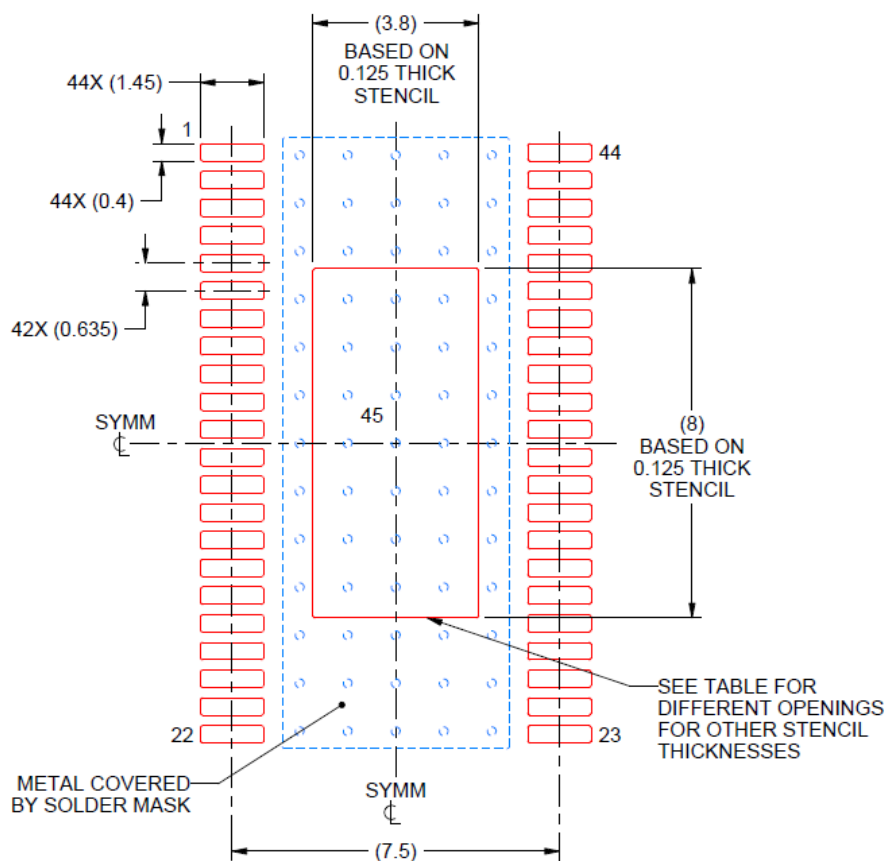 (3.8)
BASED ON
0.125 THICK
STENCIL
44X (1.45)
1
44
44X (0.4)
42X (0.635)
45
SYMM
℄
(8)
BASED ON
0.125 THICK
STENCIL
SEE TABLE FOR
DIFFERENT OPENINGS
FOR OTHER STENCIL
THICKNESSES
22
23
METAL COVERED
BY SOLDER MASK
SYMM
℄
(7.5)